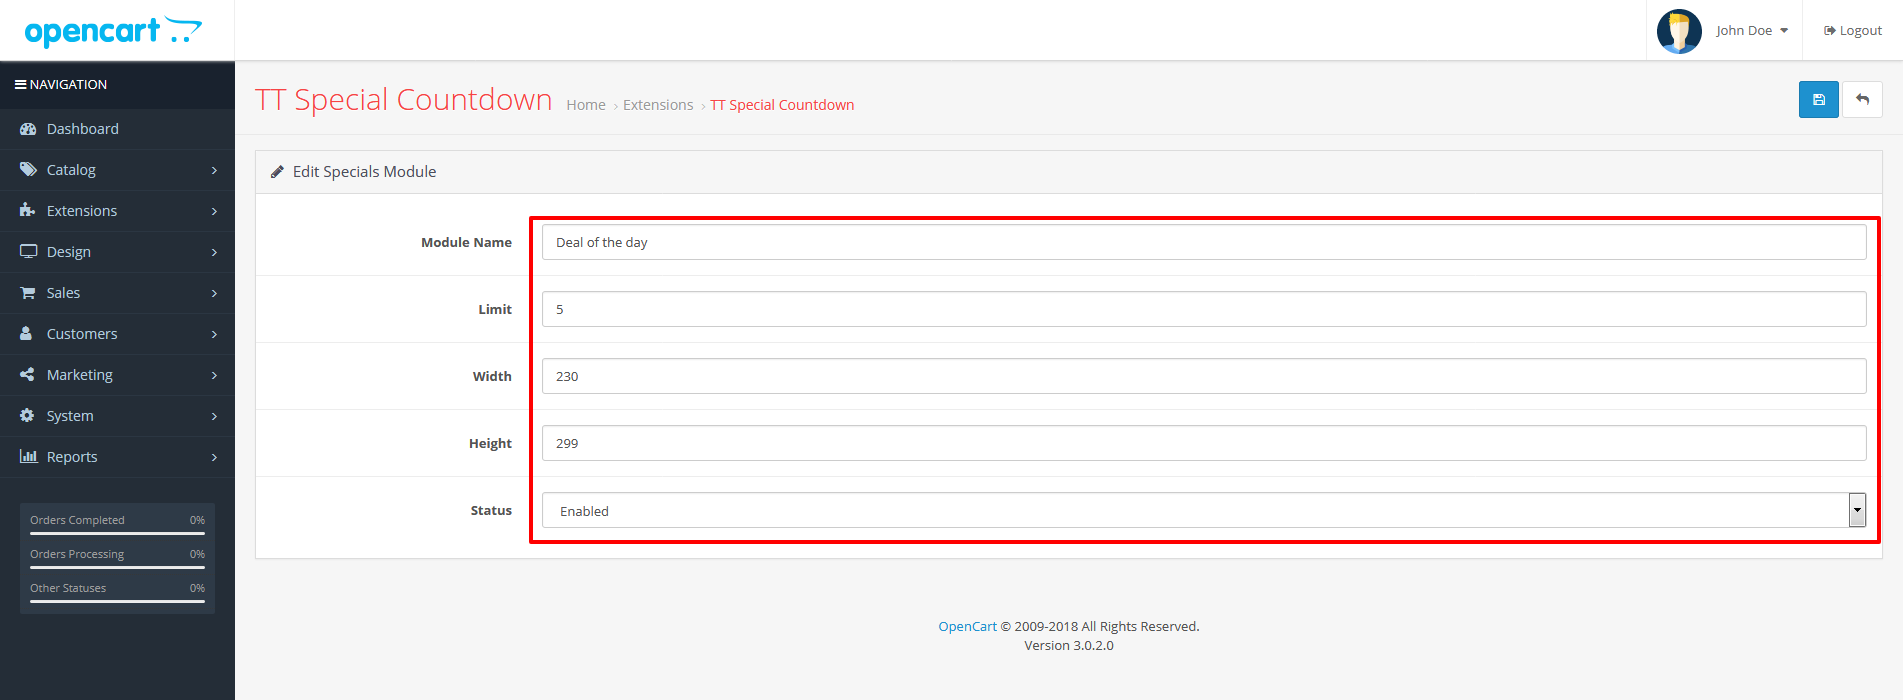 opencart
John Doe
Logout
NAVIGATION
Dashboard
Catalog
Extensions
Design
Sales
Customers
Marketing
System
Reports
Orders Completed 0%
Orders Processing 0%
Other Statuses 0%
TT Special Countdown
Home › Extensions › TT Special Countdown
Edit Specials Module
Module Name Deal of the day
Limit 5
Width 230
Height 299
Status Enabled
OpenCart © 2009-2018 All Rights Reserved.
Version 3.0.2.0